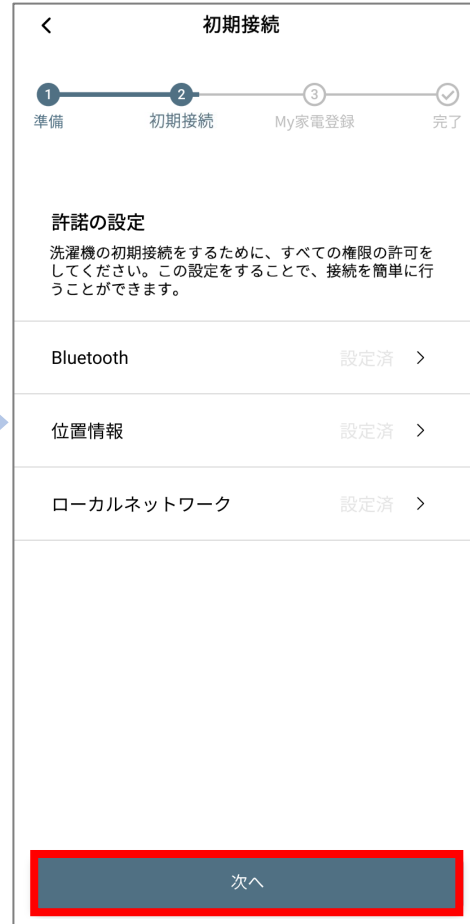 初期接続
1 2 3
準備 初期接続 My家電登録 完了
許諾の設定
洗濯機の初期接続をするために、すべての権限の許可を
してください。この設定をすることで、接続を簡単に行
うことができます。
Bluetooth 設定済
位置情報 設定済
ローカルネットワーク 設定済
次へ